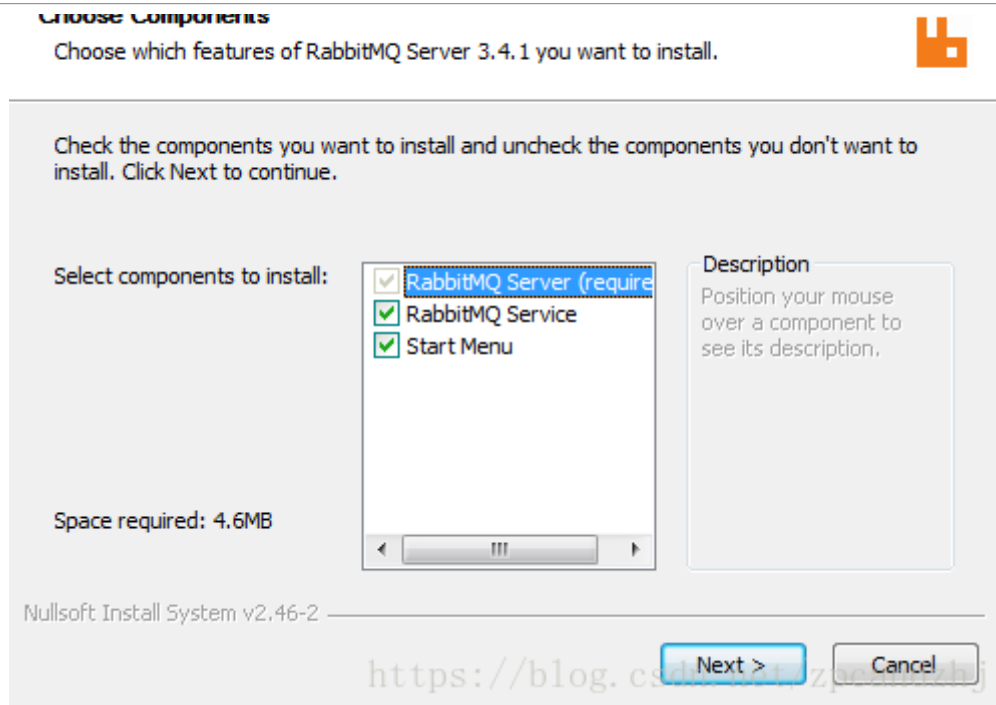 Choose Components
Choose which features of RabbitMQ Server 3.4.1 you want to install.
Check the components you want to install and uncheck the components you don't want to
install. Click Next to continue.
Select components to install:
RabbitMQ Server (require
RabbitMQ Service
Start Menu
Description
Position your mouse
over a component to
see its description.
Space required: 4.6MB
Nullsoft Install System v2.46-2
Next >
Cancel
https://blog.csdn.net/zpcandzhj